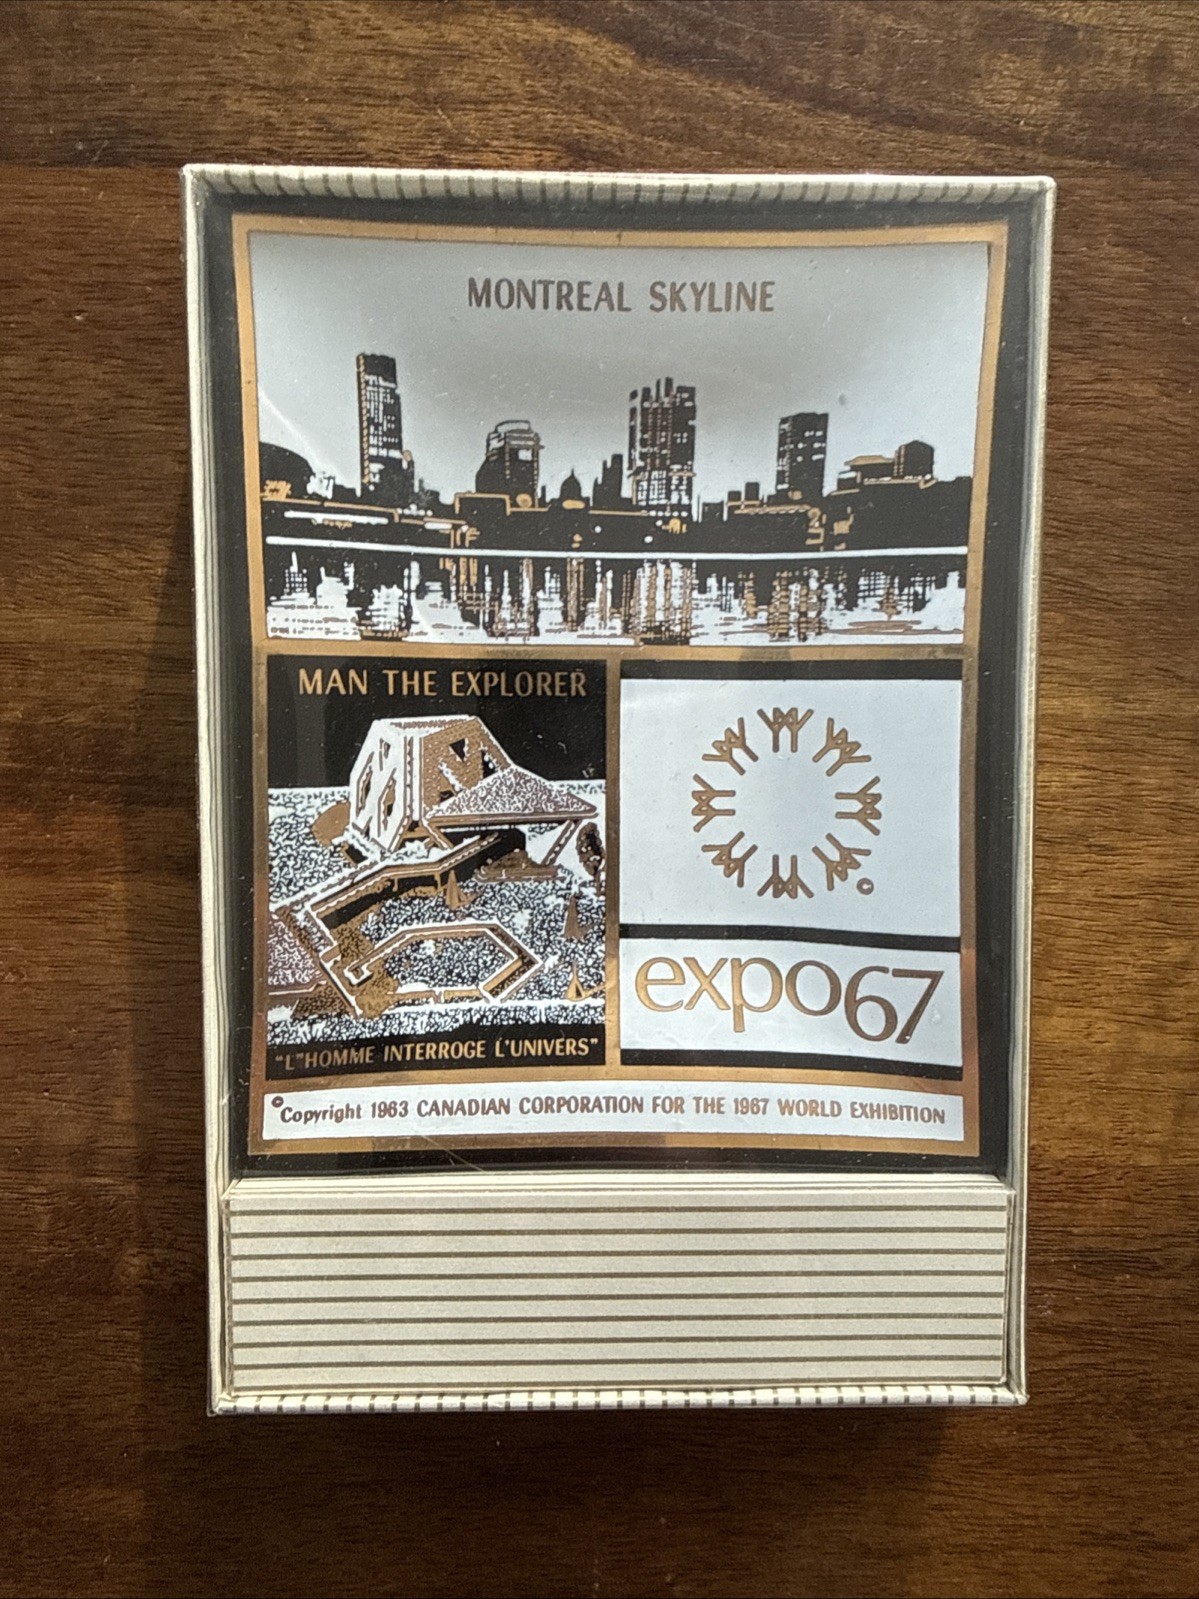 MONTREAL SKYLINE
MAN THE EXPLORER
"L"HOMME INTERROGE L'UNIVERS"
©
expo67
©Copyright 1963 CANADIAN CORPORATION FOR THE 1967 WORLD EXHIBITION